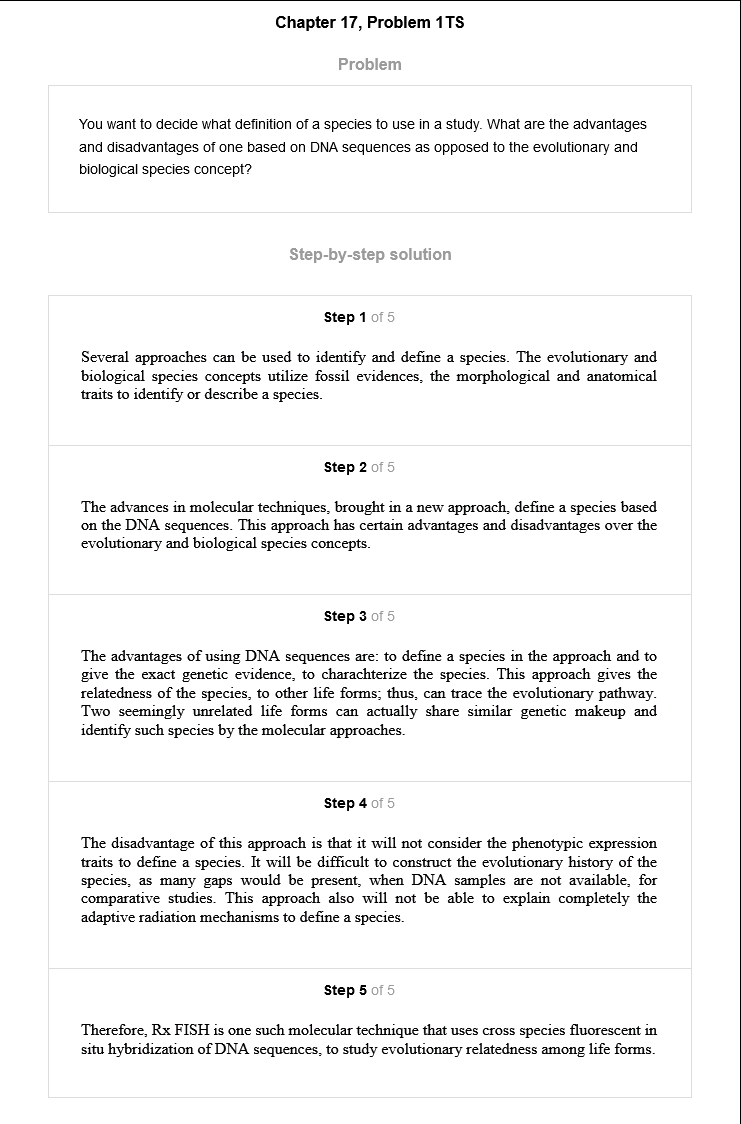 Chapter 17, Problem 1TS
Problem
You want to decide what definition of a species to use in a study. What are the advantages
and disadvantages of one based on DNA sequences as opposed to the evolutionary and
biological species concept?
Step-by-step solution
Step 1 of 5
Several approaches can be used to identify and define a species. The evolutionary and
biological species concepts utilize fossil evidences, the morphological and anatomical
traits to identify or describe a species.
Step 2 of 5
The advances in molecular techniques, brought in a new approach, define a species based
on the DNA sequences. This approach has certain advantages and disadvantages over the
evolutionary and biological species concepts.
Step 3 of 5
The advantages of using DNA sequences are: to define a species in the approach and to
give the exact genetic evidence, to charachterize the species. This approach gives the
relatedness of the species, to other life forms; thus, can trace the evolutionary pathway.
Two seemingly unrelated life forms can actually share similar genetic makeup and
identify such species by the molecular approaches.
Step 4 of 5
The disadvantage of this approach is that it will not consider the phenotypic expression
traits to define a species. It will be difficult to construct the evolutionary history of the
species, as many gaps would be present, when DNA samples are not available, for
comparative studies. This approach also will not be able to explain completely the
adaptive radiation mechanisms to define a species.
Step 5 of 5
Therefore, Rx FISH is one such molecular technique that uses cross species fluorescent in
situ hybridization of DNA sequences, to study evolutionary relatedness among life forms.